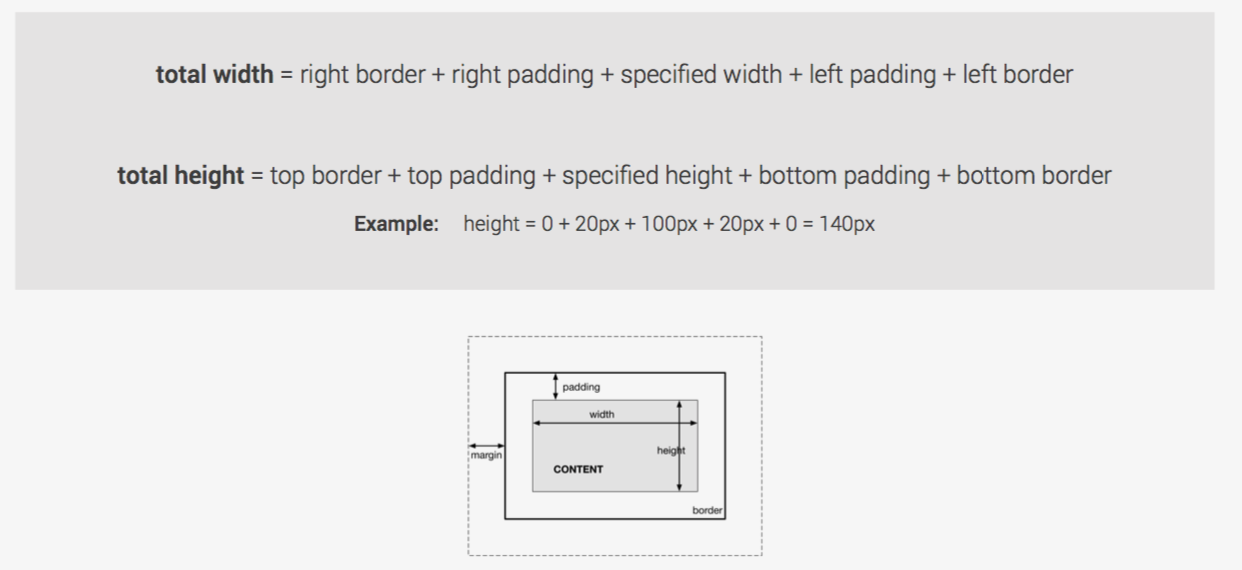 total width = right border + right padding + specified width + left padding + left border
total height = top border + top padding + specified height + bottom padding + bottom border
Example: height = 0 + 20px + 100px + 20px + 0 = 140px
padding
width
height
margin
CONTENT
border